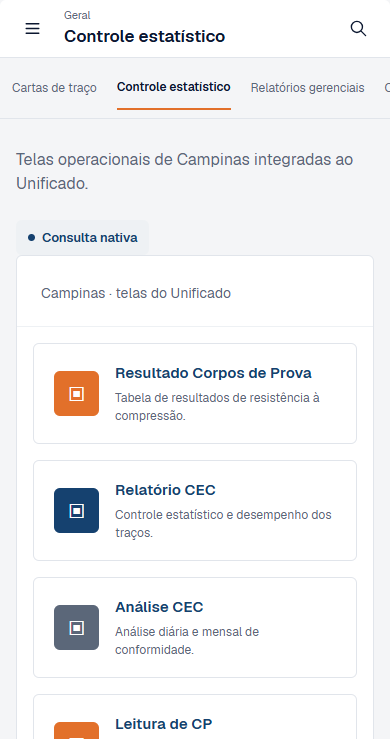 Geral
Controle estatístico
Cartas de traço
Controle estatístico
Relatórios gerenciais
Telas operacionais de Campinas integradas ao
Unificado.
Consulta nativa
Campinas · telas do Unificado
Resultado Corpos de Prova
Tabela de resultados de resistência à
compressão.
Relatório CEC
Controle estatístico e desempenho dos
traços.
Análise CEC
Análise diária e mensal de
conformidade.
Leitura de CP